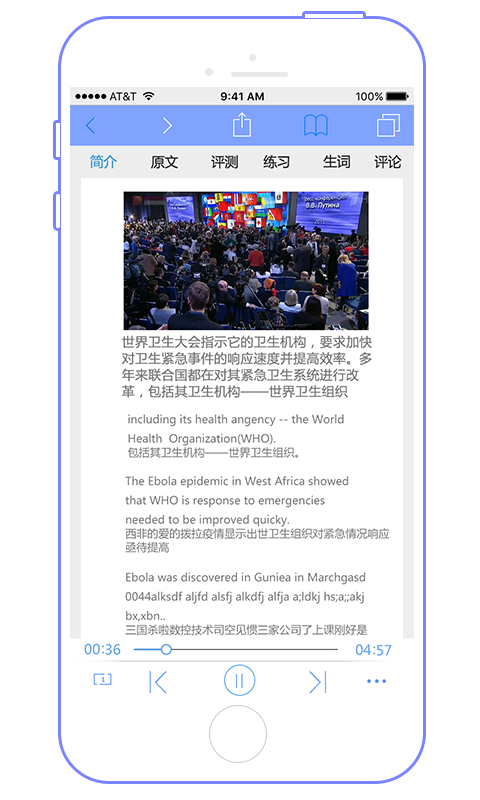 AT&T 9:41 AM 100%
简介 原文 评测 练习 生词 评论
В.В. Путина
世界卫生大会指示它的卫生机构，要求加快
对卫生紧急事件的响应速度并提高效率。多
年来联合国都在对其紧急卫生系统进行改
革，包括其卫生机构——世界卫生组织
including its health angency -- the World
Health Organization(WHO).
包括其卫生机构——世界卫生组织。
The Ebola epidemic in West Africa showed
that WHO is response to emergencies
needed to be improved quicky.
西非的爱的拨拉疫情显示出世卫生组织对紧急情况响应
亟待提高
Ebola was discovered in Guniea in Marchgasd
0044alksdf aljfd alsfj alkdfj alfja a;ldkj hs;a;;akj
bx,xbn..
三国杀啦数控技术司空见惯三家公司了上课刚好是
00:36 04:57
1